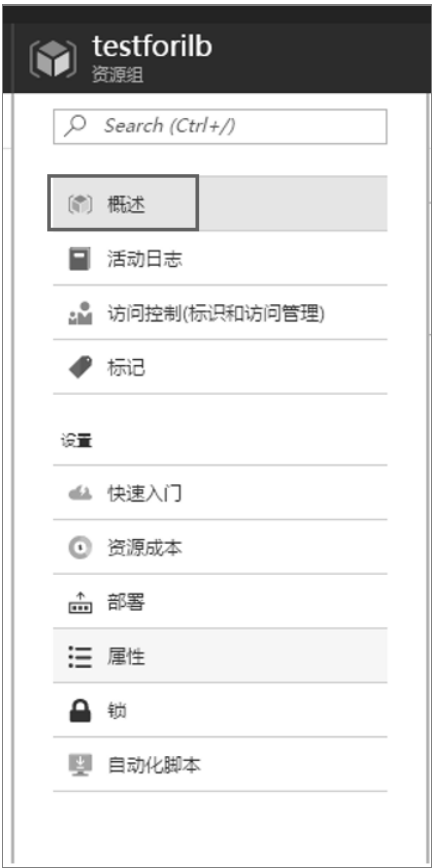 testforilb
资源组
Search (Ctrl+/)
概述
活动日志
访问控制(标识和访问管理)
标记
设置
快速入门
资源成本
部署
属性
锁
自动化脚本